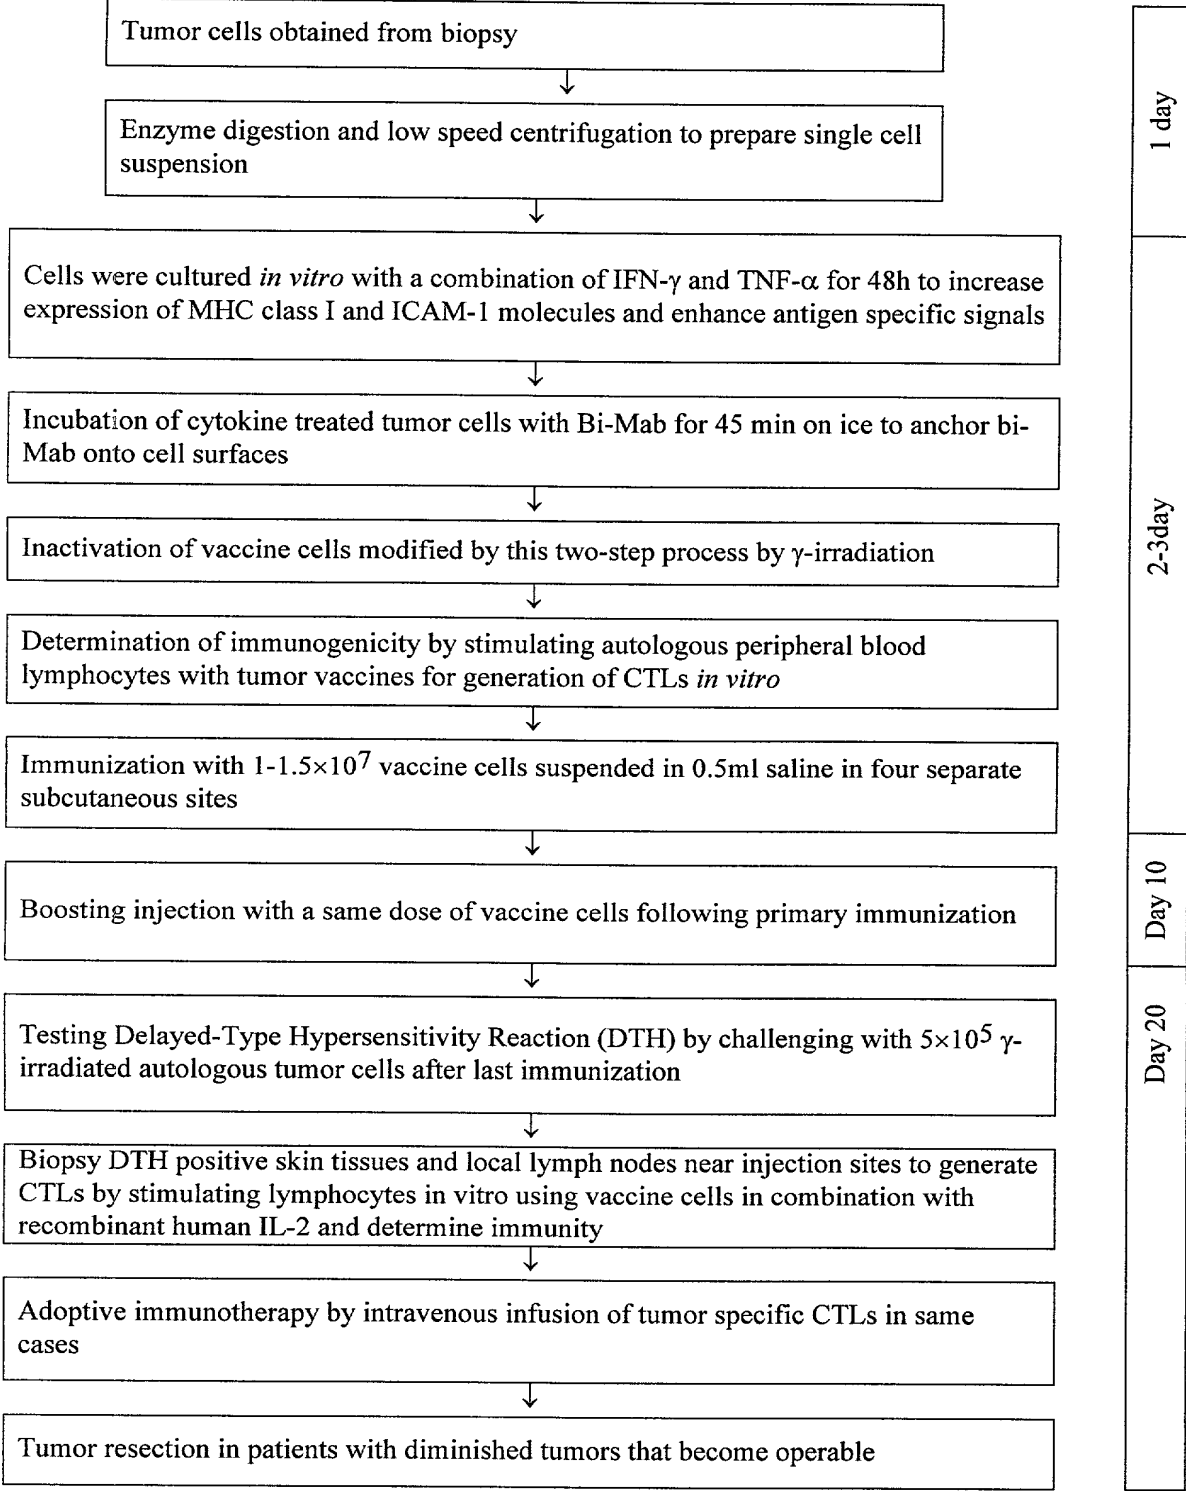 Tumor cells obtained from biopsy
Enzyme digestion and low speed centrifugation to prepare single cell
suspension
1 day
Cells were cultured in vitro with a combination of IFN-γ and TNF-α for 48h to increase
expression of MHC class I and ICAM-1 molecules and enhance antigen specific signals
Incubation of cytokine treated tumor cells with Bi-Mab for 45 min on ice to anchor bi-
Mab onto cell surfaces
Inactivation of vaccine cells modified by this two-step process by γ-irradiation
Determination of immunogenicity by stimulating autologous peripheral blood
lymphocytes with tumor vaccines for generation of CTLs in vitro
Immunization with 1-1.5×10⁷ vaccine cells suspended in 0.5ml saline in four separate
subcutaneous sites
2-3day
Boosting injection with a same dose of vaccine cells following primary immunization
Day 10
Testing Delayed-Type Hypersensitivity Reaction (DTH) by challenging with 5×10⁵ γ-
irradiated autologous tumor cells after last immunization
Biopsy DTH positive skin tissues and local lymph nodes near injection sites to generate
CTLs by stimulating lymphocytes in vitro using vaccine cells in combination with
recombinant human IL-2 and determine immunity
Adoptive immunotherapy by intravenous infusion of tumor specific CTLs in same
cases
Tumor resection in patients with diminished tumors that become operable
Day 20